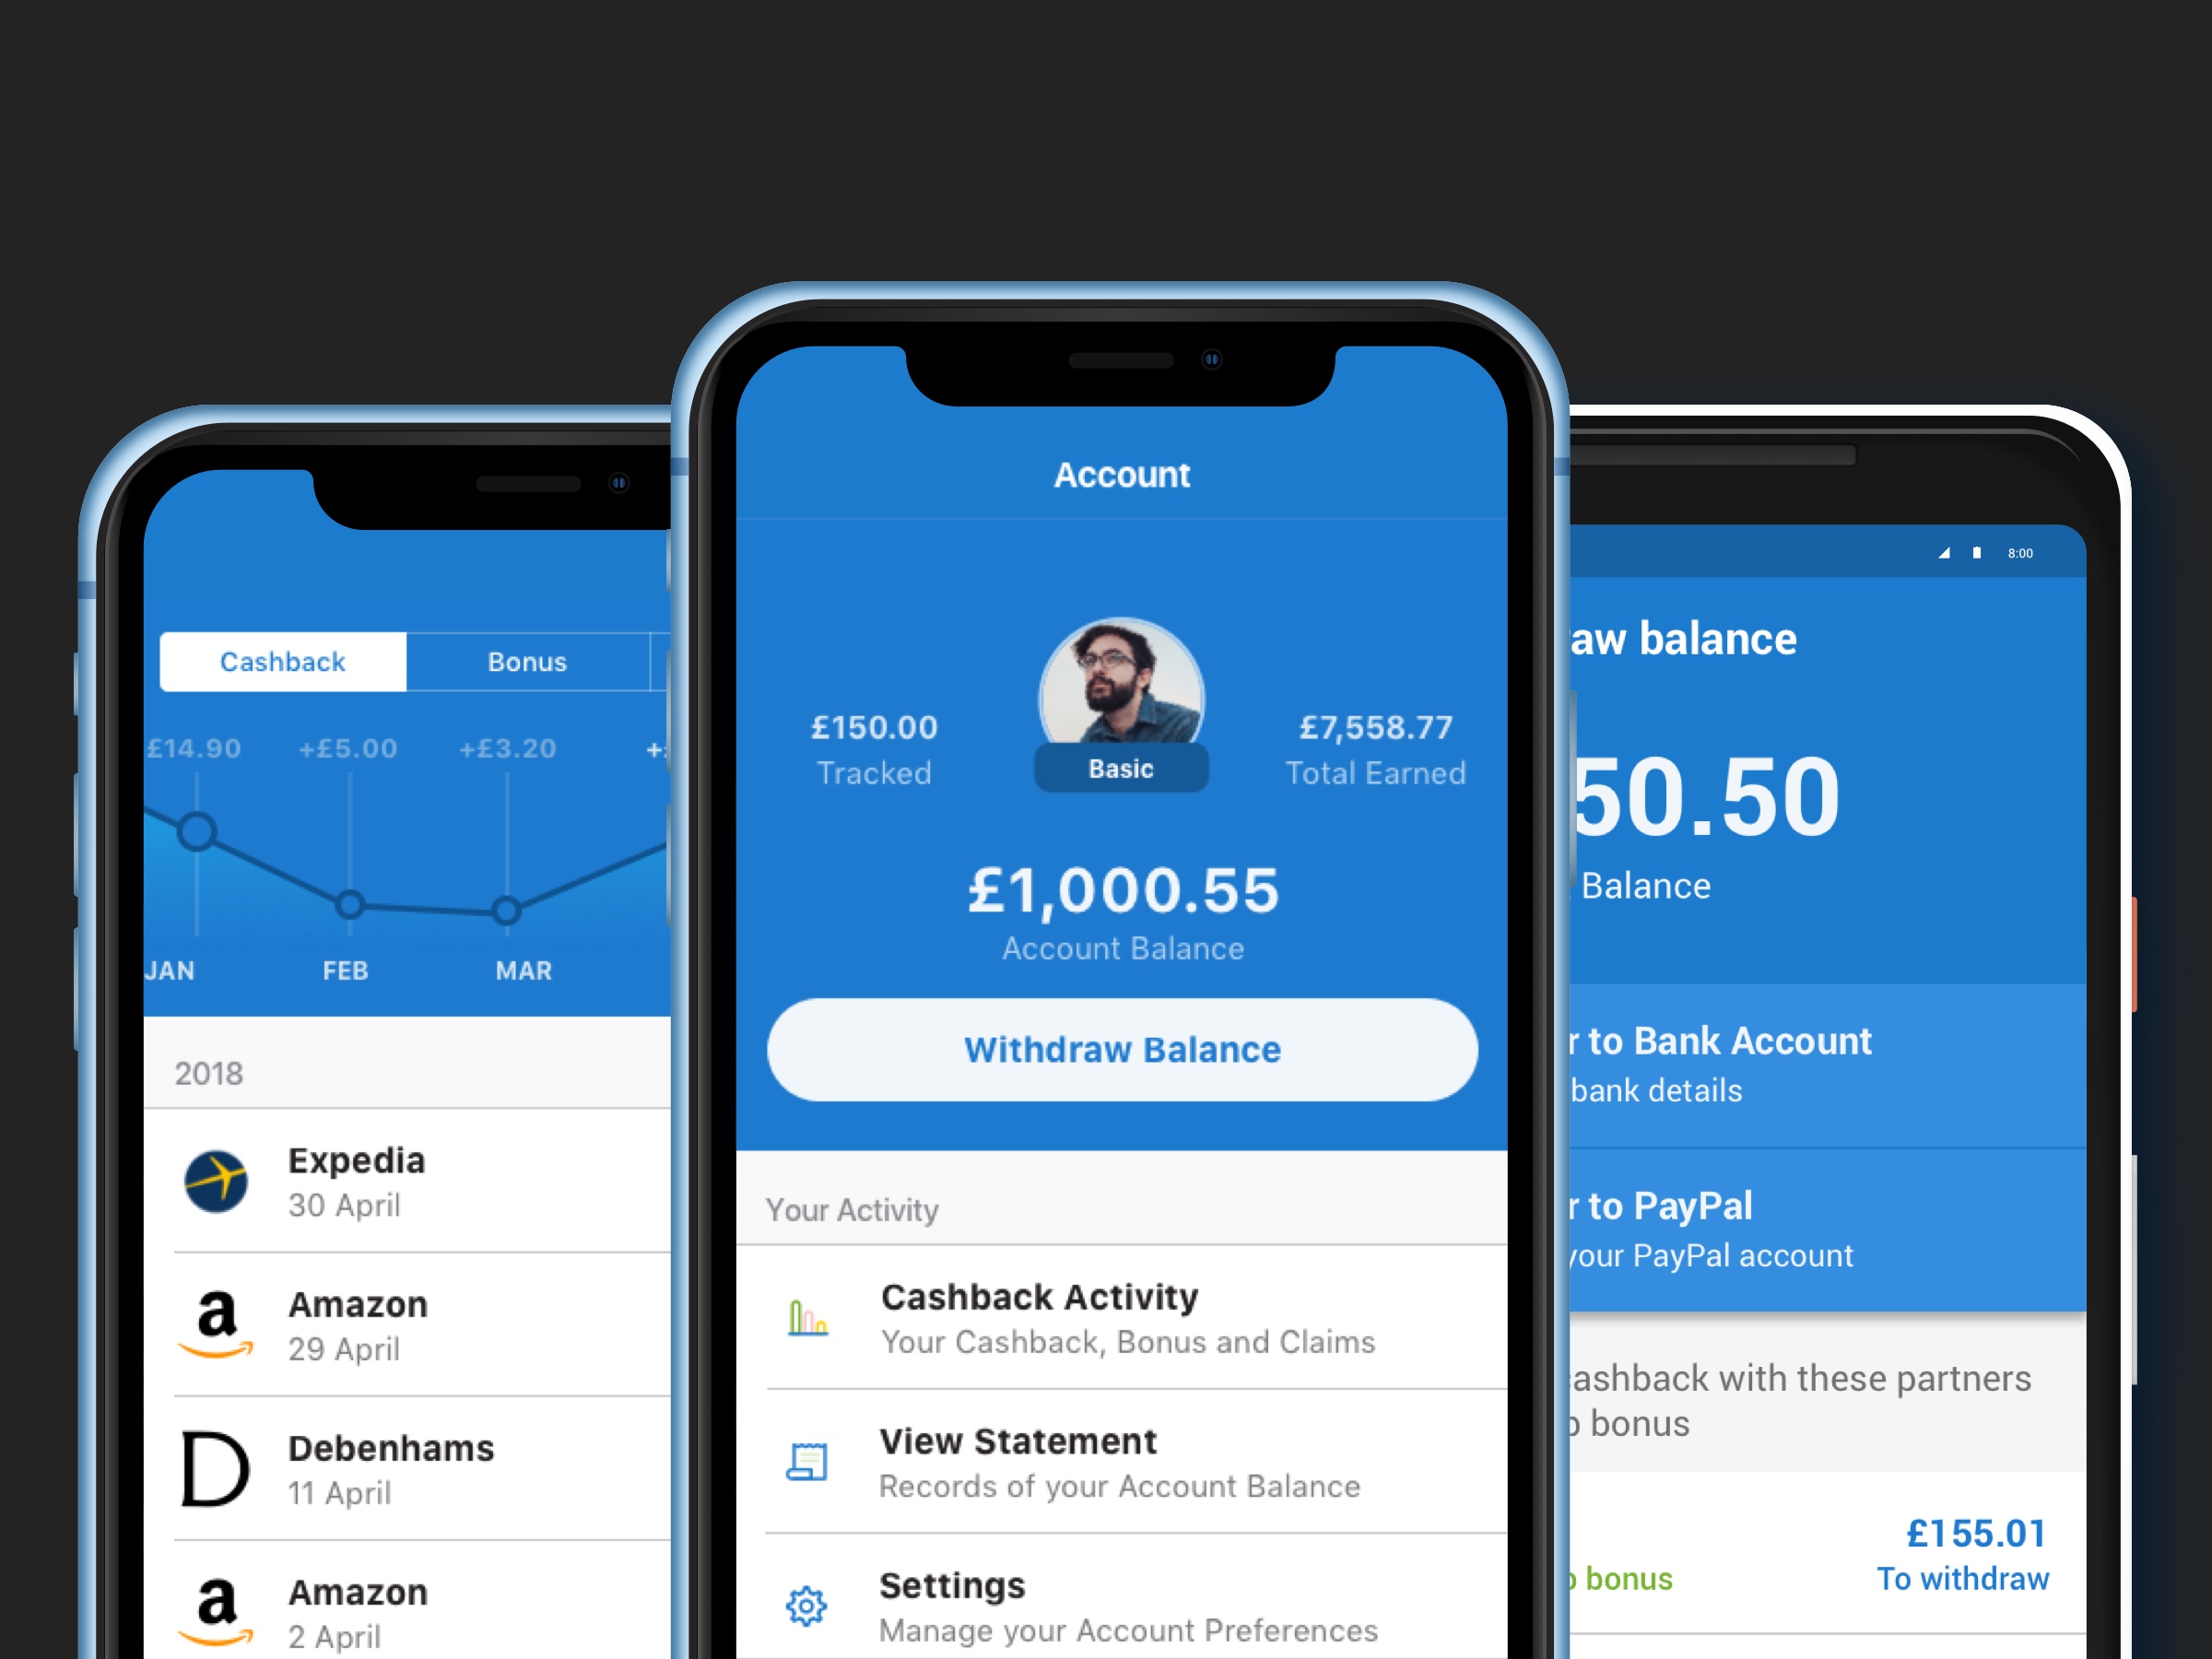 Cashback
Bonus
£14.90
+£5.00
+£3.20
JAN
FEB
MAR
2018
Expedia
30 April
Amazon
29 April
Debenhams
11 April
Amazon
2 April
Account
£150.00
Tracked
Basic
£7,558.77
Total Earned
£1,000.55
Account Balance
Withdraw Balance
Your Activity
Cashback Activity
Your Cashback, Bonus and Claims
View Statement
Records of your Account Balance
Settings
Manage your Account Preferences
8:00
aw balance
50.50
Balance
r to Bank Account
bank details
r to PayPal
your PayPal account
ashback with these partners
bonus
£155.01
bonus
To withdraw